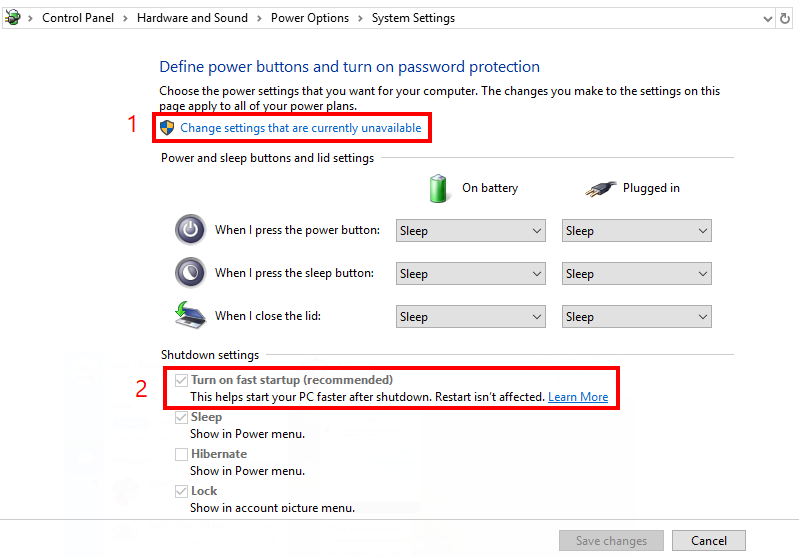 Control Panel > Hardware and Sound > Power Options > System Settings
Define power buttons and turn on password protection
Choose the power settings that you want for your computer. The changes you make to the settings on this
page apply to all of your power plans.
1
Change settings that are currently unavailable
Power and sleep buttons and lid settings
On battery Plugged in
When I press the power button: Sleep Sleep
When I press the sleep button: Sleep Sleep
When I close the lid: Sleep Sleep
Shutdown settings
2
Turn on fast startup (recommended)
This helps start your PC faster after shutdown. Restart isn't affected. Learn More
Sleep
Show in Power menu.
Hibernate
Show in Power menu.
Lock
Show in account picture menu.
Save changes Cancel